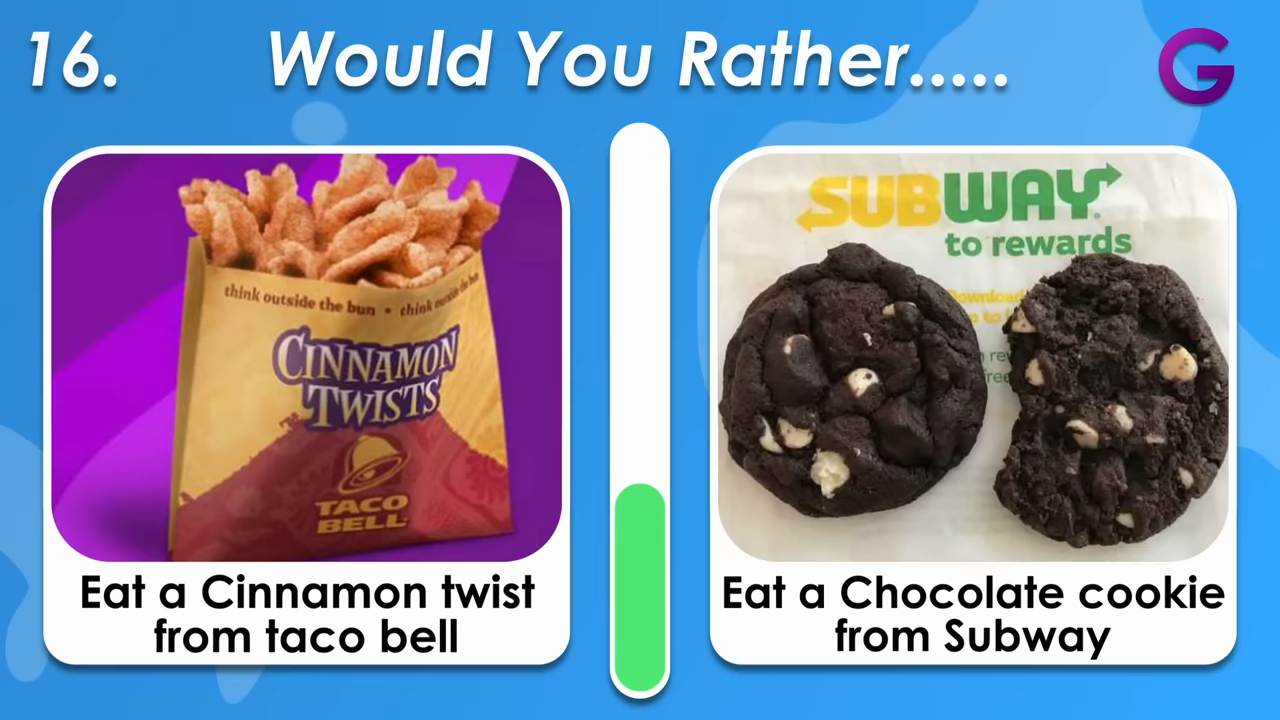 16.
Would You Rather.....
G
think outside the bun • think outside the bun
CINNAMON
TWISTS
TACO
BELL
Eat a Cinnamon twist
from taco bell
SUBWAY
to rewards
Download
Eat a Chocolate cookie
from Subway